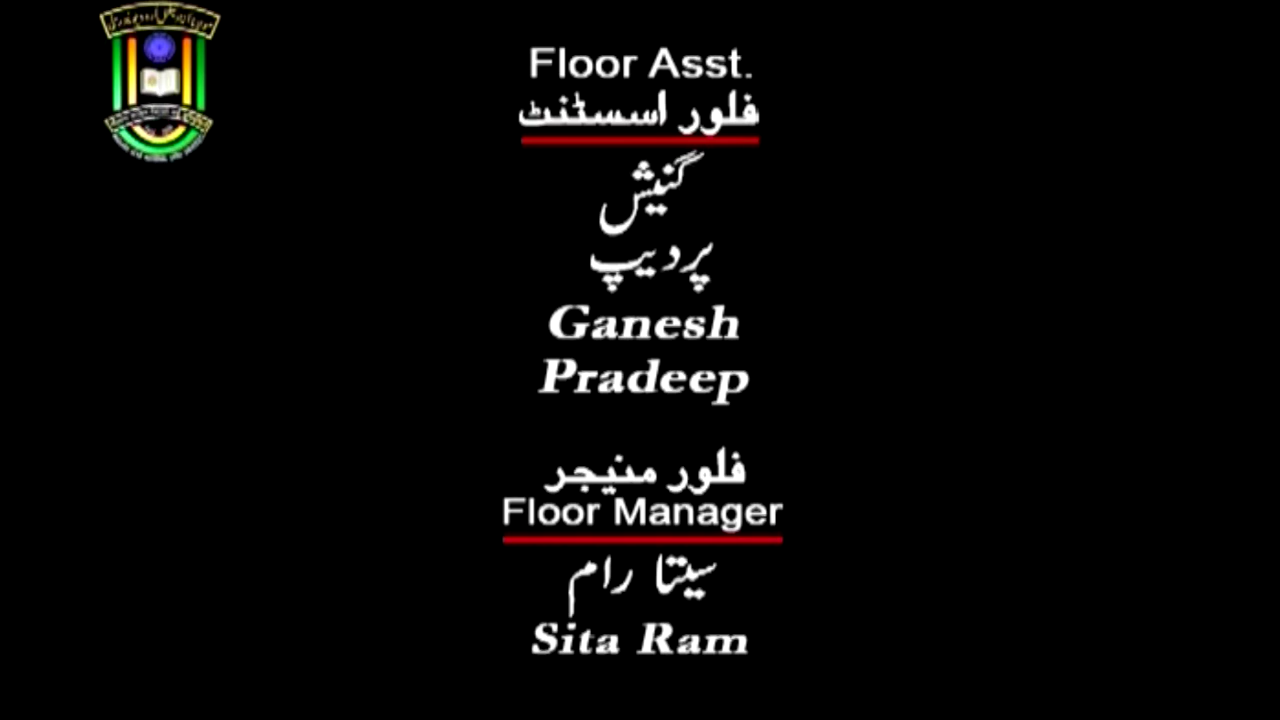 Floor Asst.
فلور اسسٹنٹ
گنیش
پردیپ
Ganesh
Pradeep
فلور منیجر
Floor Manager
سیتا رام
Sita Ram